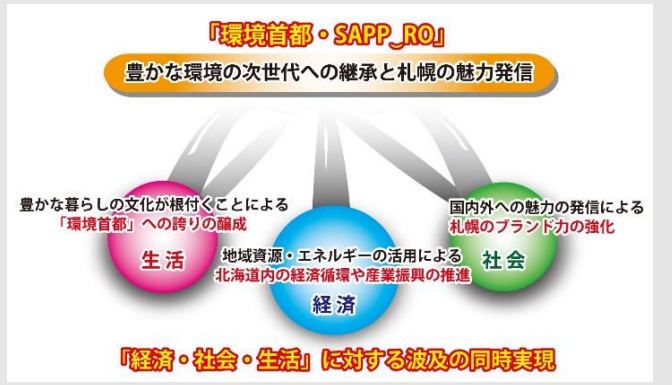 「環境首都・SAPP‿RO」
豊かな環境の次世代への継承と札幌の魅力発信
豊かな暮らしの文化が根付くことによる
「環境首都」への誇りの醸成
生活
地域資源・エネルギーの活用による
北海道内の経済循環や産業振興の推進
経済
国内外への魅力の発信による
札幌のブランド力の強化
社会
「経済・社会・生活」に対する波及の同時実現